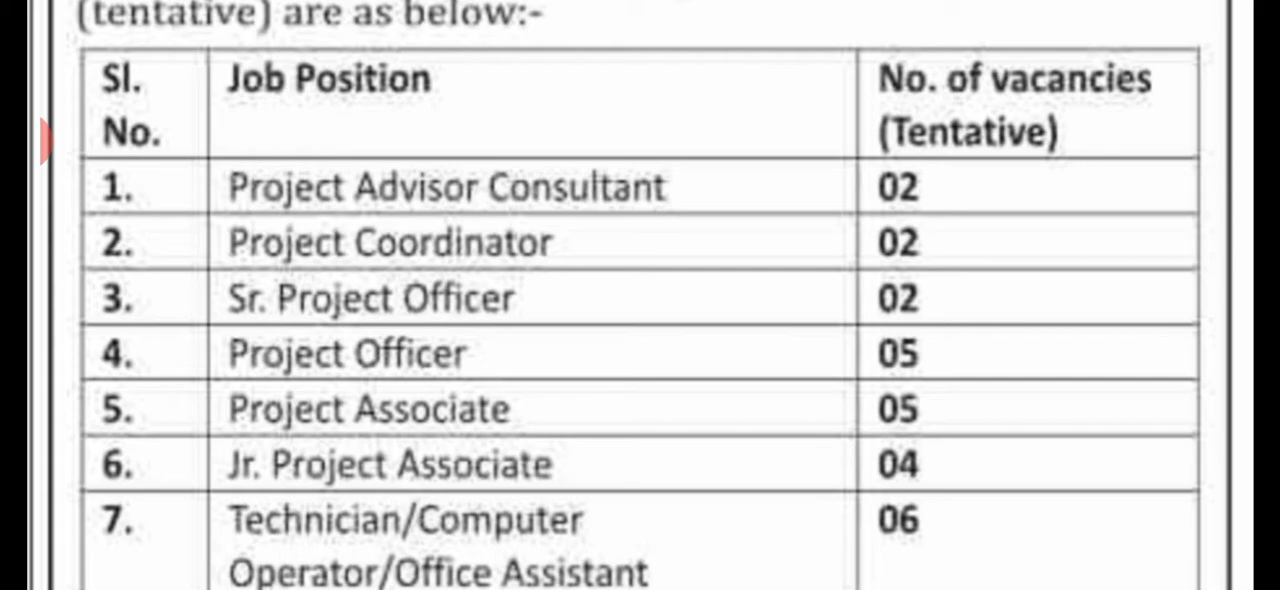 (tentative) are as below:-
Sl. No. Job Position No. of vacancies (Tentative)
1. Project Advisor Consultant 02
2. Project Coordinator 02
3. Sr. Project Officer 02
4. Project Officer 05
5. Project Associate 05
6. Jr. Project Associate 04
7. Technician/Computer 06
Operator/Office Assistant